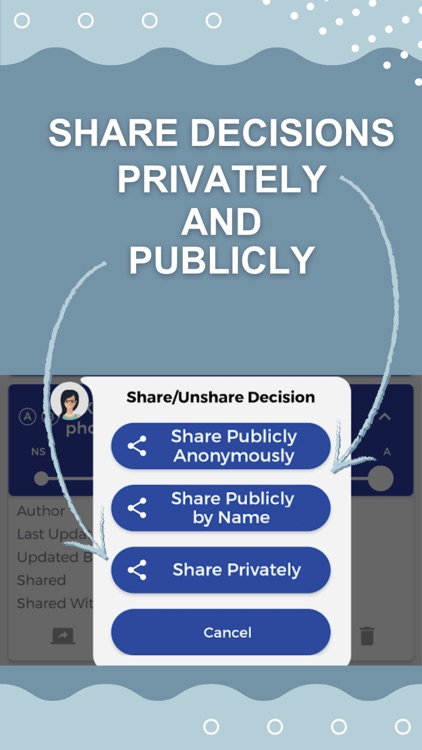 SHARE DECISIONS
PRIVATELY
AND
PUBLICLY
Share/Unshare Decision
A
pho
Share Publicly
Anonymously
NS
A
Share Publicly
by Name
Author
Last Upda
Updated B
Share Privately
Shared
Shared Wit
Cancel